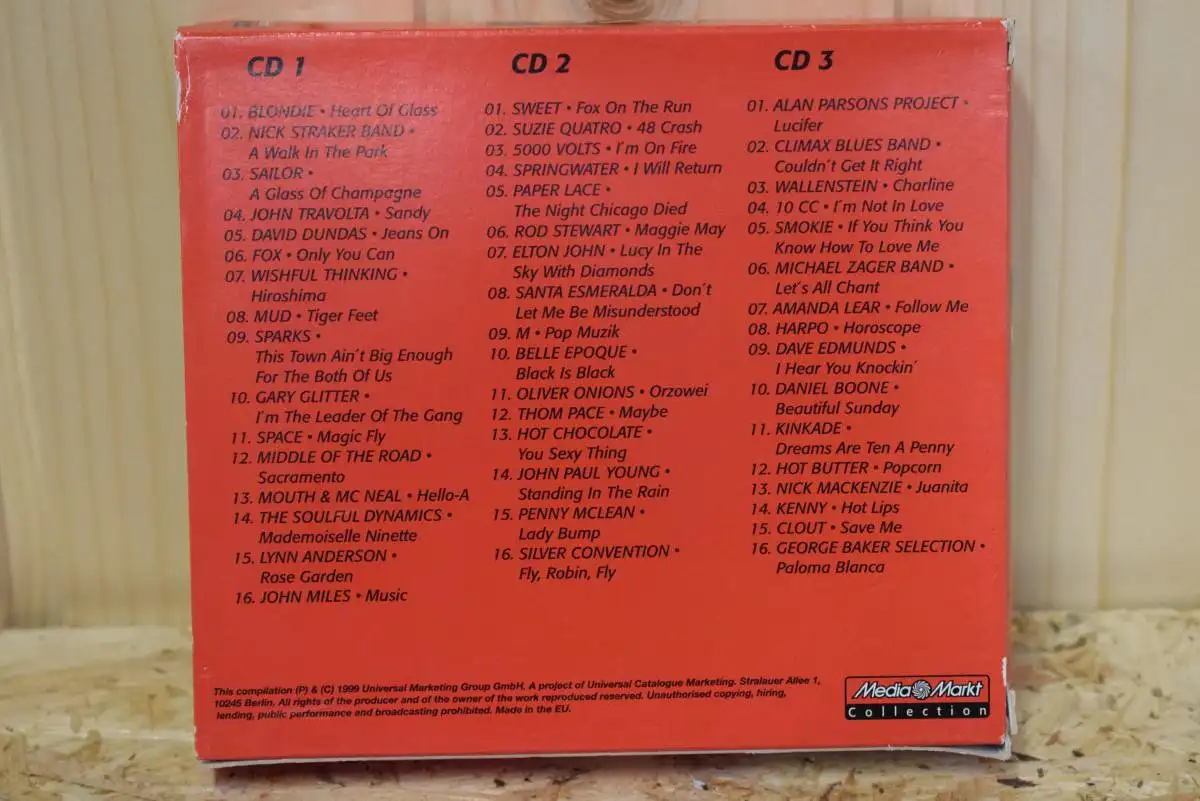 CD 1
01. BLONDIE • Heart Of Glass
02. NICK STRAKER BAND •
A Walk In The Park
03. SAILOR •
A Glass Of Champagne
04. JOHN TRAVOLTA • Sandy
05. DAVID DUNDAS • Jeans On
06. FOX • Only You Can
07. WISHFUL THINKING •
Hiroshima
08. MUD • Tiger Feet
09. SPARKS •
This Town Ain´t Big Enough
For The Both Of Us
10. GARY GLITTER •
I´m The Leader Of The Gang
11. SPACE • Magic Fly
12. MIDDLE OF THE ROAD •
Sacramento
13. MOUTH & MC NEAL • Hello-A
14. THE SOULFUL DYNAMICS •
Mademoiselle Ninette
15. LYNN ANDERSON •
Rose Garden
16. JOHN MILES • Music
CD 2
01. SWEET • Fox On The Run
02. SUZIE QUATRO • 48 Crash
03. 5000 VOLTS • I´m On Fire
04. SPRINGWATER • I Will Return
05. PAPER LACE •
The Night Chicago Died
06. ROD STEWART • Maggie May
07. ELTON JOHN • Lucy In The
Sky With Diamonds
08. SANTA ESMERALDA • Don´t
Let Me Be Misunderstood
09. M • Pop Muzik
10. BELLE EPOQUE •
Black Is Black
11. OLIVER ONIONS • Orzowei
12. THOM PACE • Maybe
13. HOT CHOCOLATE •
You Sexy Thing
14. JOHN PAUL YOUNG •
Standing In The Rain
15. PENNY MCLEAN •
Lady Bump
16. SILVER CONVENTION •
Fly, Robin, Fly
CD 3
01. ALAN PARSONS PROJECT •
Lucifer
02. CLIMAX BLUES BAND •
Couldn´t Get It Right
03. WALLENSTEIN • Charline
04. 10 CC • I´m Not In Love
05. SMOKIE • If You Think You
Know How To Love Me
06. MICHAEL ZAGER BAND •
Let´s All Chant
07. AMANDA LEAR • Follow Me
08. HARPO • Horoscope
09. DAVE EDMUNDS •
I Hear You Knockin´
10. DANIEL BOONE •
Beautiful Sunday
11. KINKADE •
Dreams Are Ten A Penny
12. HOT BUTTER • Popcorn
13. NICK MACKENZIE • Juanita
14. KENNY • Hot Lips
15. CLOUT • Save Me
16. GEORGE BAKER SELECTION •
Paloma Blanca
This compilation (P) & (C) 1999 Universal Marketing Group GmbH. A project of Universal Catalogue Marketing. Stralauer Allee 1,
10245 Berlin. All rights of the producer and of the owner of the work reproduced reserved. Unauthorised copying, hiring,
lending, public performance and broadcasting prohibited. Made in the EU.
Media Markt
Collection